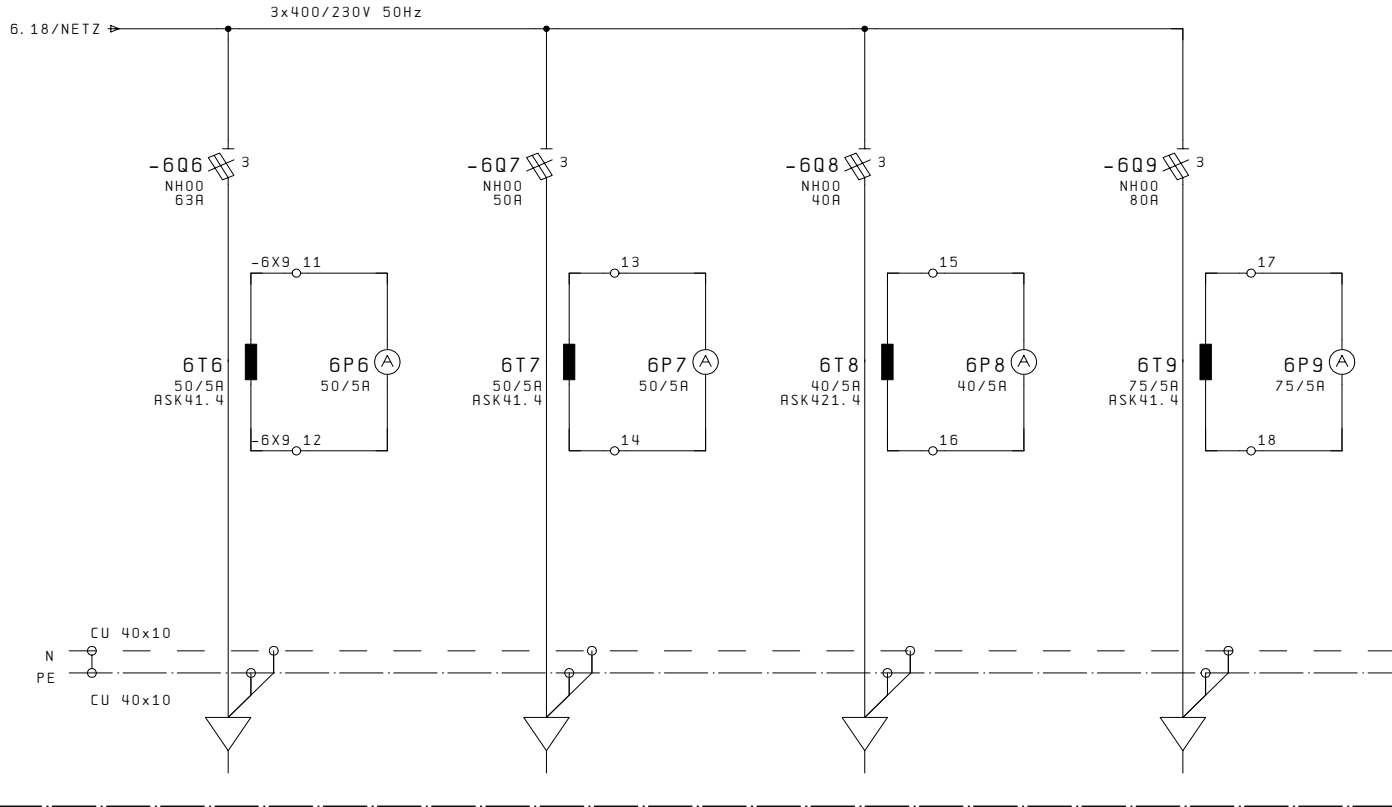 3x400/230V 50Hz
6.18/NETZ
-6Q6 3
NH00
63A
-6Q7 3
NH00
50A
-6Q8 3
NH00
40A
-6Q9 3
NH00
80A
-6X9 11
13
15
17
6T6
50/5A
ASK41.4
6P6 A
50/5A
6T7
50/5A
ASK41.4
6P7 A
50/5A
6T8
40/5A
ASK421.4
6P8 A
40/5A
6T9
75/5A
ASK41.4
6P9 A
75/5A
-6X9 12
14
16
18
CU 40x10
N
PE
CU 40x10